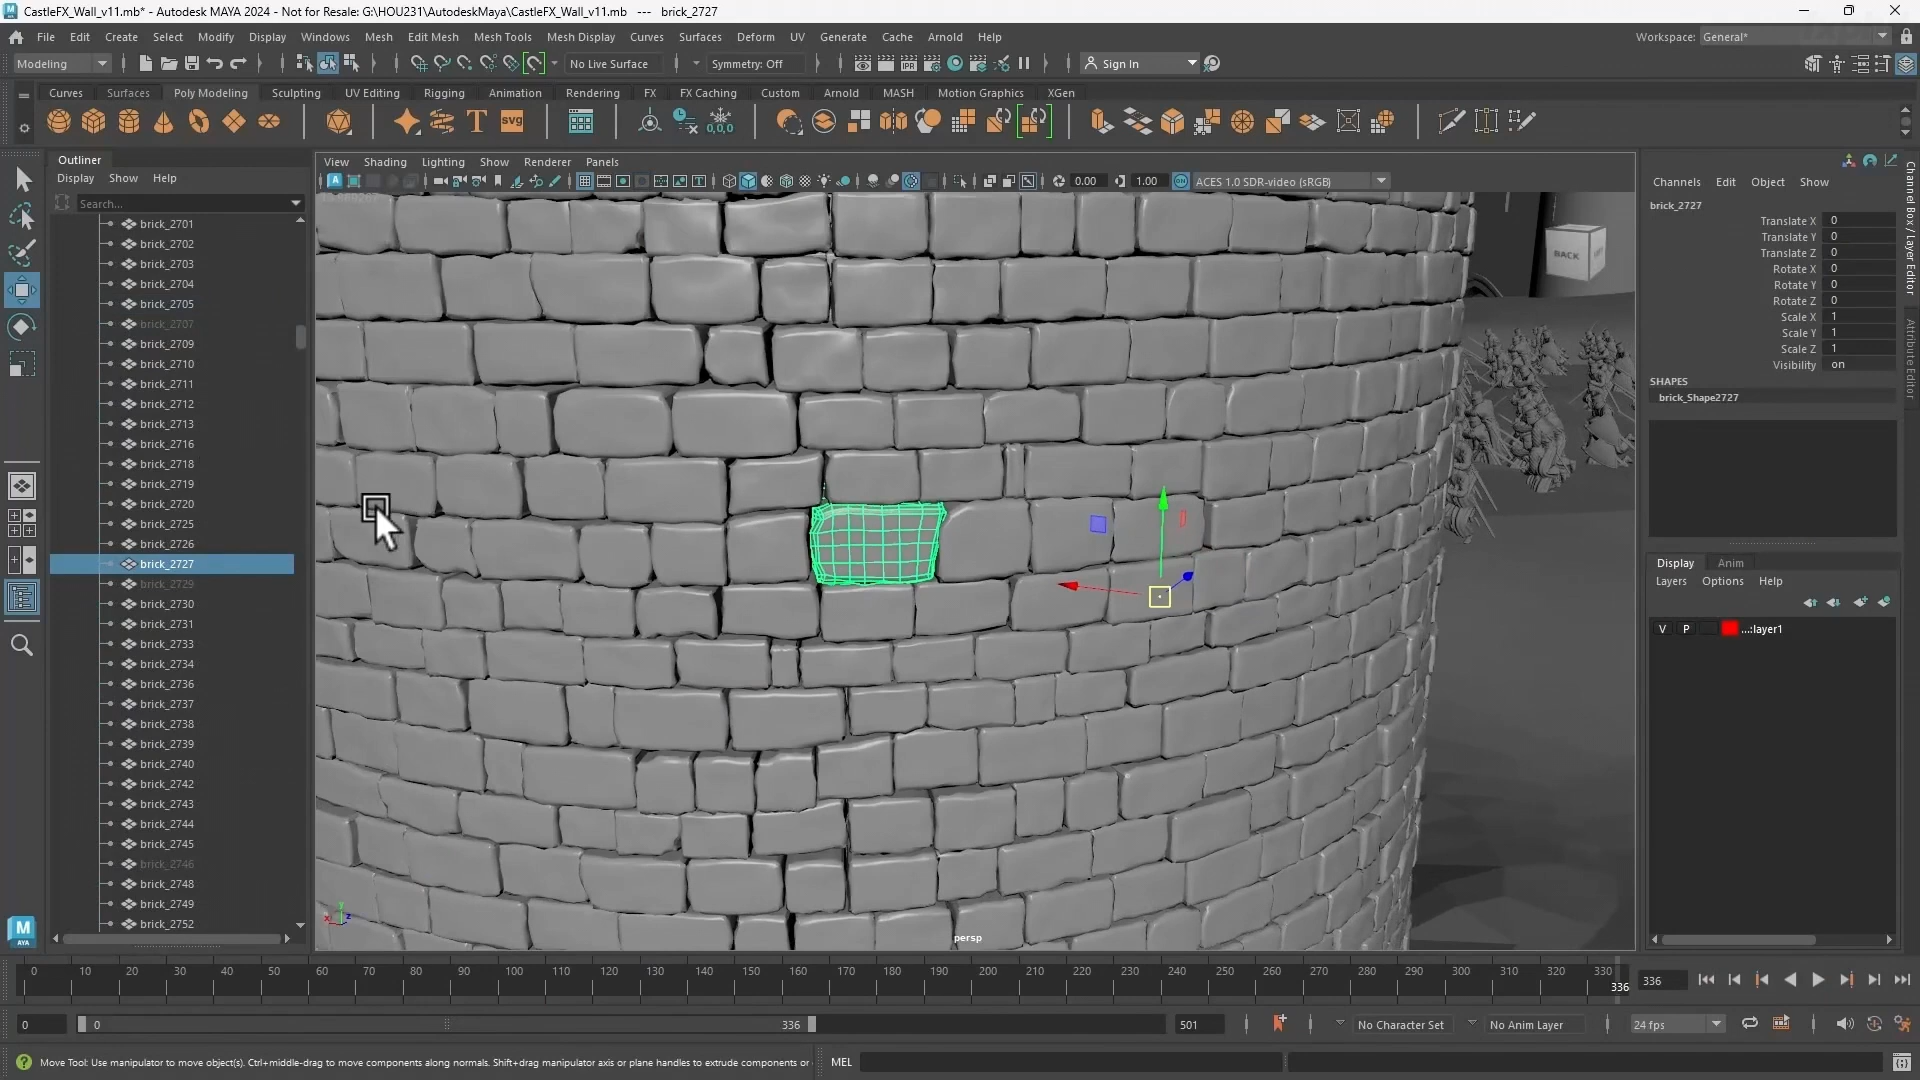 CastleFX_Wall_v11.mb* - Autodesk MAYA 2024 - Not for Resale: G:\HOU231\AutodeskMaya\CastleFX_Wall_v11.mb   ---   brick_2727
File Edit Create Select Modify Display Windows Mesh Edit Mesh Mesh Tools Mesh Display Curves Surfaces Deform UV Generate Cache Arnold Help
Workspace: General*
Modeling
No Live Surface
Symmetry: Off
Sign In
Curves Surfaces Poly Modeling Sculpting UV Editing Rigging Animation Rendering FX FX Caching Custom Arnold MASH Motion Graphics XGen
Outliner
Display Show Help
Search...
brick_2701
brick_2702
brick_2703
brick_2704
brick_2705
brick_2707
brick_2709
brick_2710
brick_2711
brick_2712
brick_2713
brick_2716
brick_2718
brick_2719
brick_2720
brick_2725
brick_2726
brick_2727
brick_2729
brick_2730
brick_2731
brick_2733
brick_2734
brick_2736
brick_2737
brick_2738
brick_2739
brick_2740
brick_2742
brick_2743
brick_2744
brick_2745
brick_2746
brick_2748
brick_2749
brick_2752
View Shading Lighting Show Renderer Panels
0.00
1.00
ACES 1.0 SDR-video (sRGB)
BACK
persp
Channels Edit Object Show
brick_2727
Translate X 0
Translate Y 0
Translate Z 0
Rotate X 0
Rotate Y 0
Rotate Z 0
Scale X 1
Scale Y 1
Scale Z 1
Visibility on
SHAPES
brick_Shape2727
Channel Box / Layer Editor
Attribute Editor
Display Anim
Layers Options Help
V P ...:layer1
0 10 20 30 40 50 60 70 80 90 100 110 120 130 140 150 160 170 180 190 200 210 220 230 240 250 260 270 280 290 300 310 320 330
336
336
0
0
336
501
No Character Set
No Anim Layer
24 fps
Move Tool: Use manipulator to move object(s). Ctrl+middle-drag to move components along normals. Shift+drag manipulator axis or plane handles to extrude components or
MEL